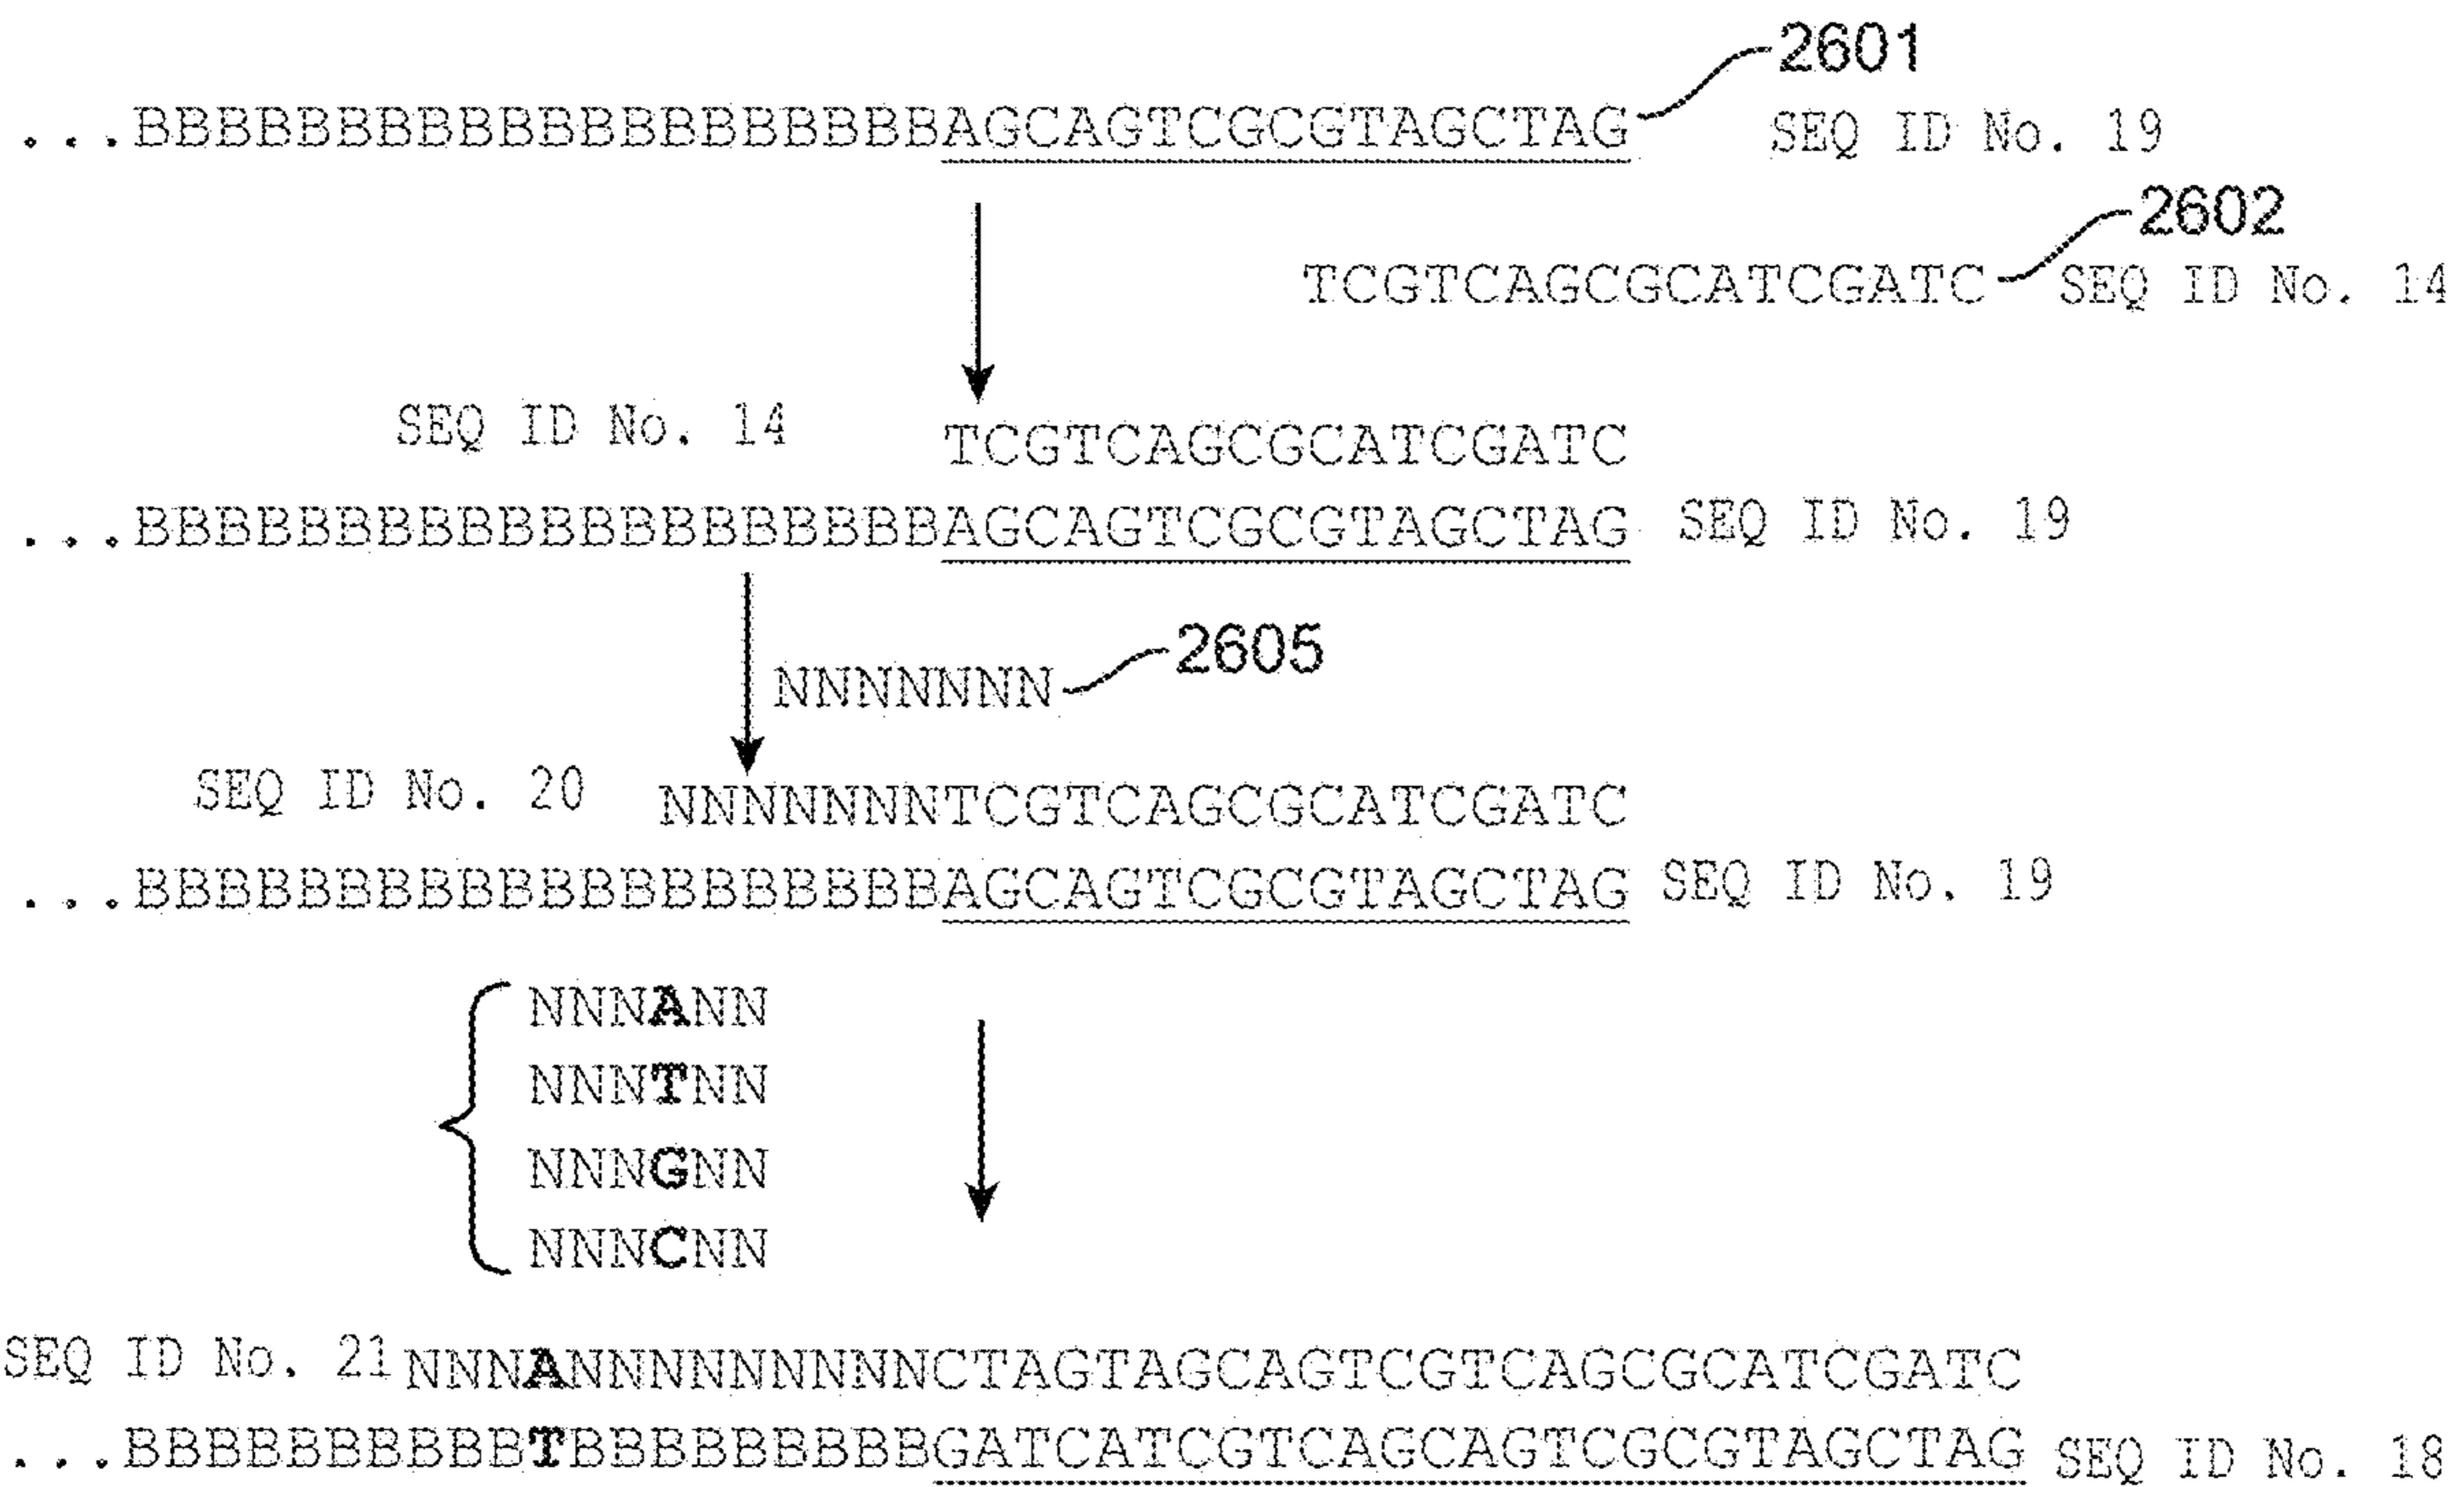 2601
...BBBBBBBBBBBBBBBBBBBBAGCAGTCGCGTAGCTAG SEQ ID No. 19
2602
TCGTCAGCGCATCGATC SEQ ID No. 14
SEQ ID No. 14 TCGTCAGCGCATCGATC
...BBBBBBBBBBBBBBBBBBBBAGCAGTCGCGTAGCTAG SEQ ID No. 19
2605
NNNNNNN
SEQ ID No. 20 NNNNNNNTCGTCAGCGCATCGATC
...BBBBBBBBBBBBBBBBBBBBAGCAGTCGCGTAGCTAG SEQ ID No. 19
NNNANN
NNNTNN
NNNGNN
NNNCNN
SEQ ID No. 21 NNNANNNNNNNNNCTAGTAGCAGTCGTCAGCGCATCGATC
...BBBBBBBBBBTBBBBBBBBBGATCATCGTCAGCAGTCGCGTAGCTAG SEQ ID No. 18